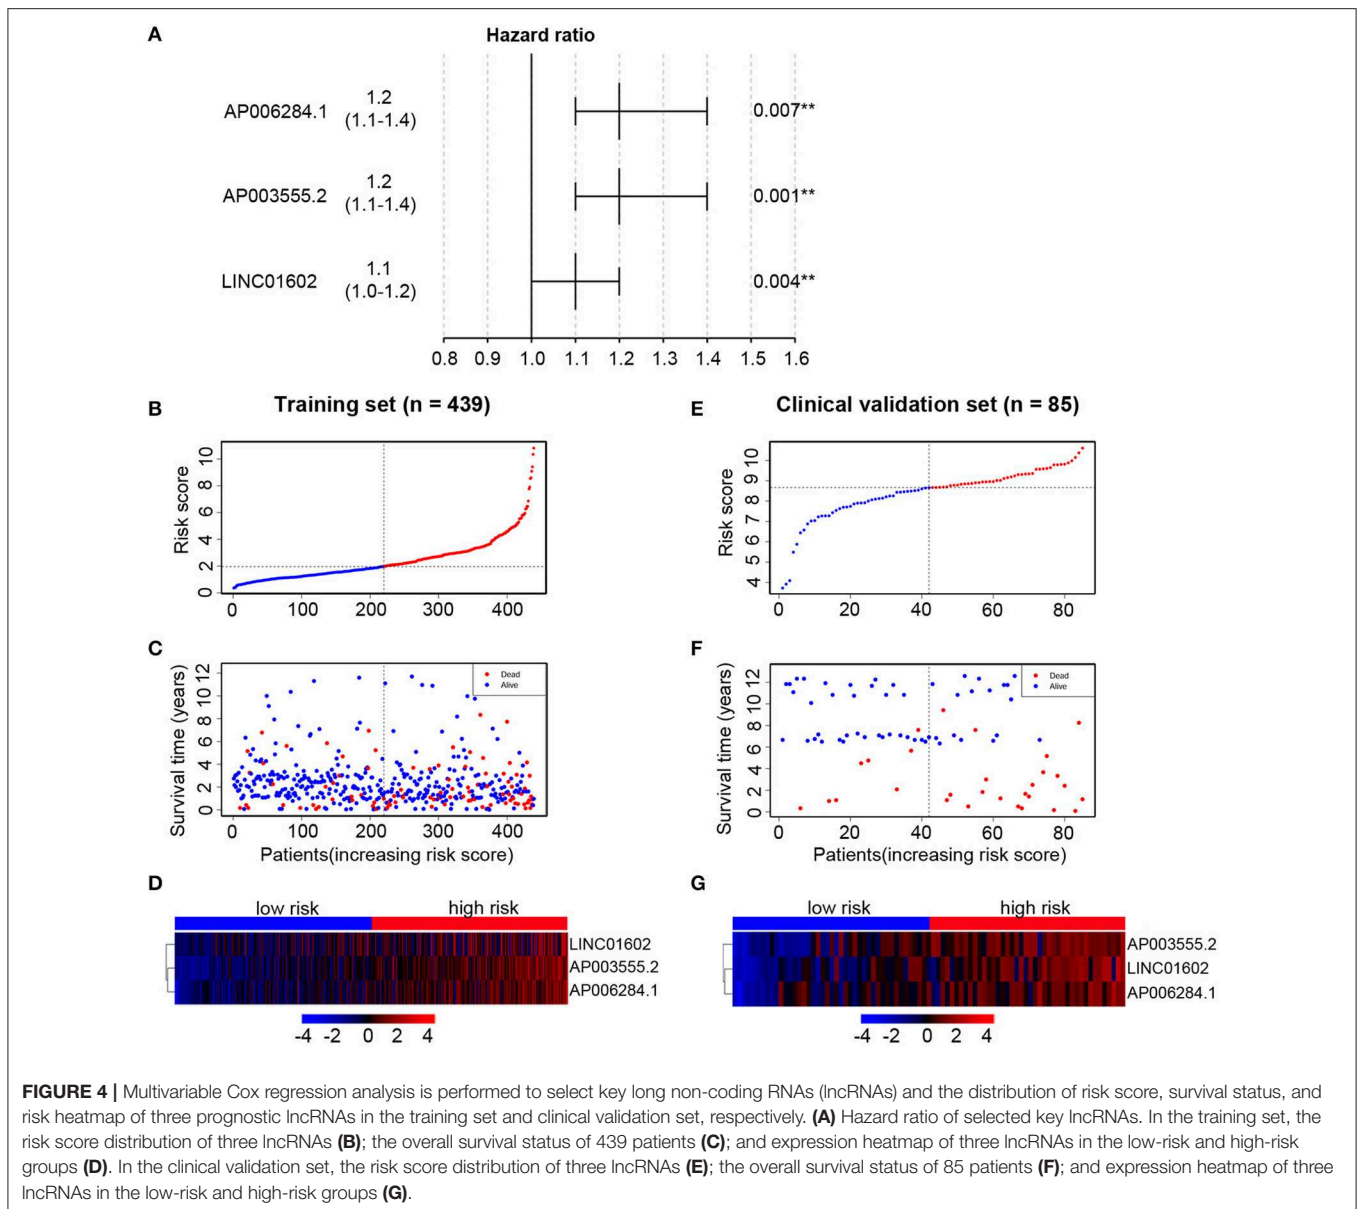 A
Hazard ratio
AP006284.1
1.2
(1.1-1.4)
0.007**
AP003555.2
1.2
(1.1-1.4)
0.001**
LINC01602
1.1
(1.0-1.2)
0.004**
0.8 0.9 1.0 1.1 1.2 1.3 1.4 1.5 1.6
B
Training set (n = 439)
Risk score
0 2 4 6 8 10
0 100 200 300 400
C
Survival time (years)
0 2 4 6 8 10 12
Dead
Alive
0 100 200 300 400
Patients(increasing risk score)
D
low risk high risk
LINC01602
AP003555.2
AP006284.1
-4 -2 0 2 4
E
Clinical validation set (n = 85)
Risk score
4 5 6 7 8 9 10
0 20 40 60 80
F
Survival time (years)
0 2 4 6 8 10 12
Dead
Alive
0 20 40 60 80
Patients(increasing risk score)
G
low risk high risk
AP003555.2
LINC01602
AP006284.1
-4 -2 0 2 4
FIGURE 4 | Multivariable Cox regression analysis is performed to select key long non-coding RNAs (lncRNAs) and the distribution of risk score, survival status, and
risk heatmap of three prognostic lncRNAs in the training set and clinical validation set, respectively. (A) Hazard ratio of selected key lncRNAs. In the training set, the
risk score distribution of three lncRNAs (B); the overall survival status of 439 patients (C); and expression heatmap of three lncRNAs in the low-risk and high-risk
groups (D). In the clinical validation set, the risk score distribution of three lncRNAs (E); the overall survival status of 85 patients (F); and expression heatmap of three
lncRNAs in the low-risk and high-risk groups (G).